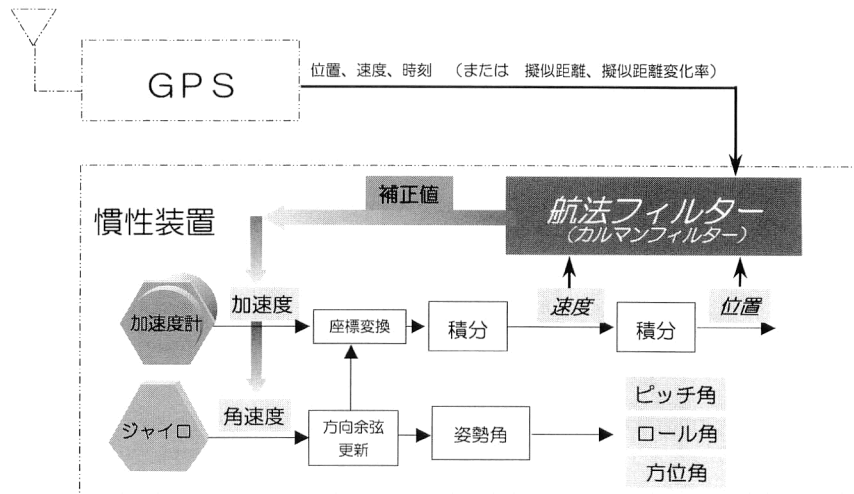 GPS
位置、速度、時刻 （または 擬似距離、擬似距離変化率）
補正値
航法フィルター
（カルマンフィルター）
慣性装置
加速度計
加速度
座標変換
積分
速度
積分
位置
ジャイロ
角速度
方向余弦
更新
姿勢角
ピッチ角
ロール角
方位角